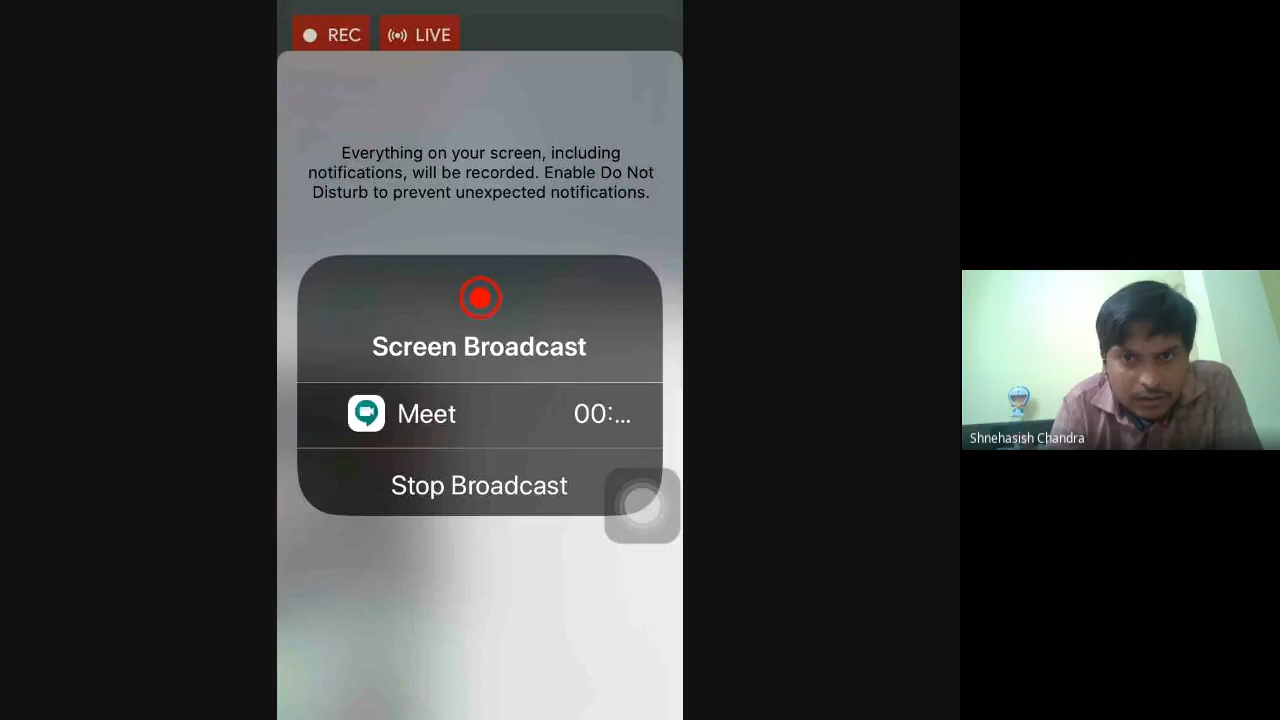 REC LIVE
Everything on your screen, including
notifications, will be recorded. Enable Do Not
Disturb to prevent unexpected notifications.
Screen Broadcast
Meet 00:...
Stop Broadcast
Shnehasish Chandra